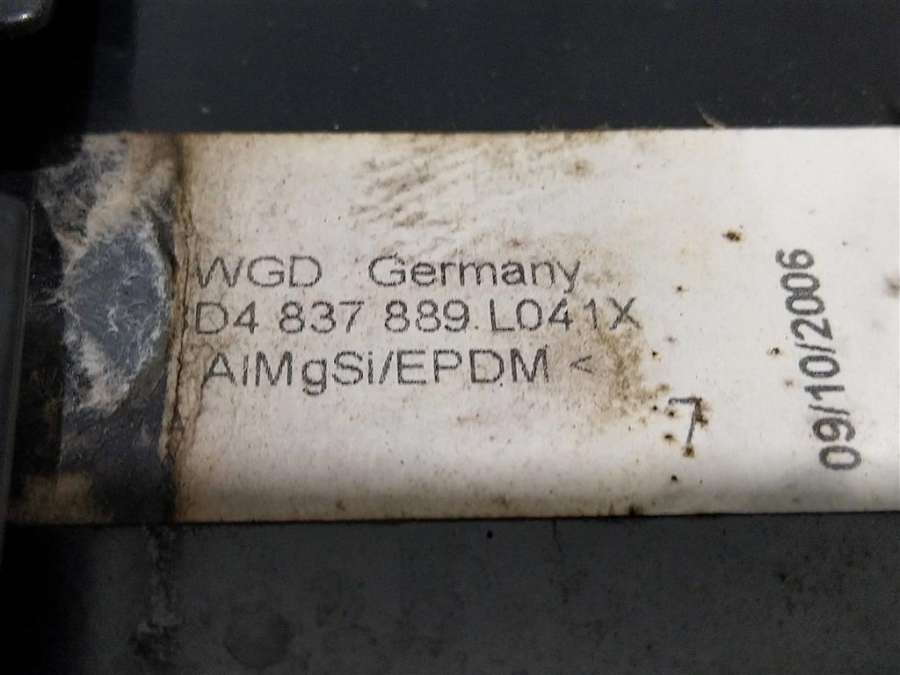 WGD Germany
D4 837 889 L041X
AlMgSi/EPDM <
7
09/10/2006